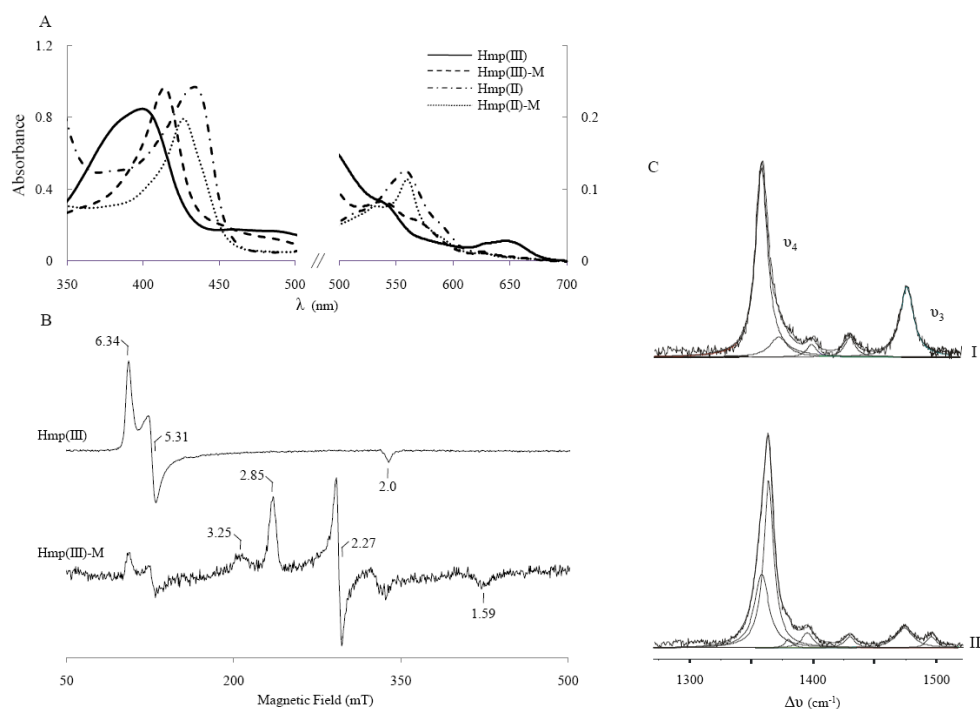 A
1.2
0.8
0.4
0
Absorbance
Hmp(III)
Hmp(III)-M
Hmp(II)
Hmp(II)-M
0.2
0.1
0
350 400 450 500 500 550 600 650 700
//
λ (nm)
B
6.34
5.31
2.0
Hmp(III)
2.85
3.25
2.27
1.59
Hmp(III)-M
50 200 350 500
Magnetic Field (mT)
C
υ4
υ3
I
II
1300 1400 1500
Δυ (cm-1)